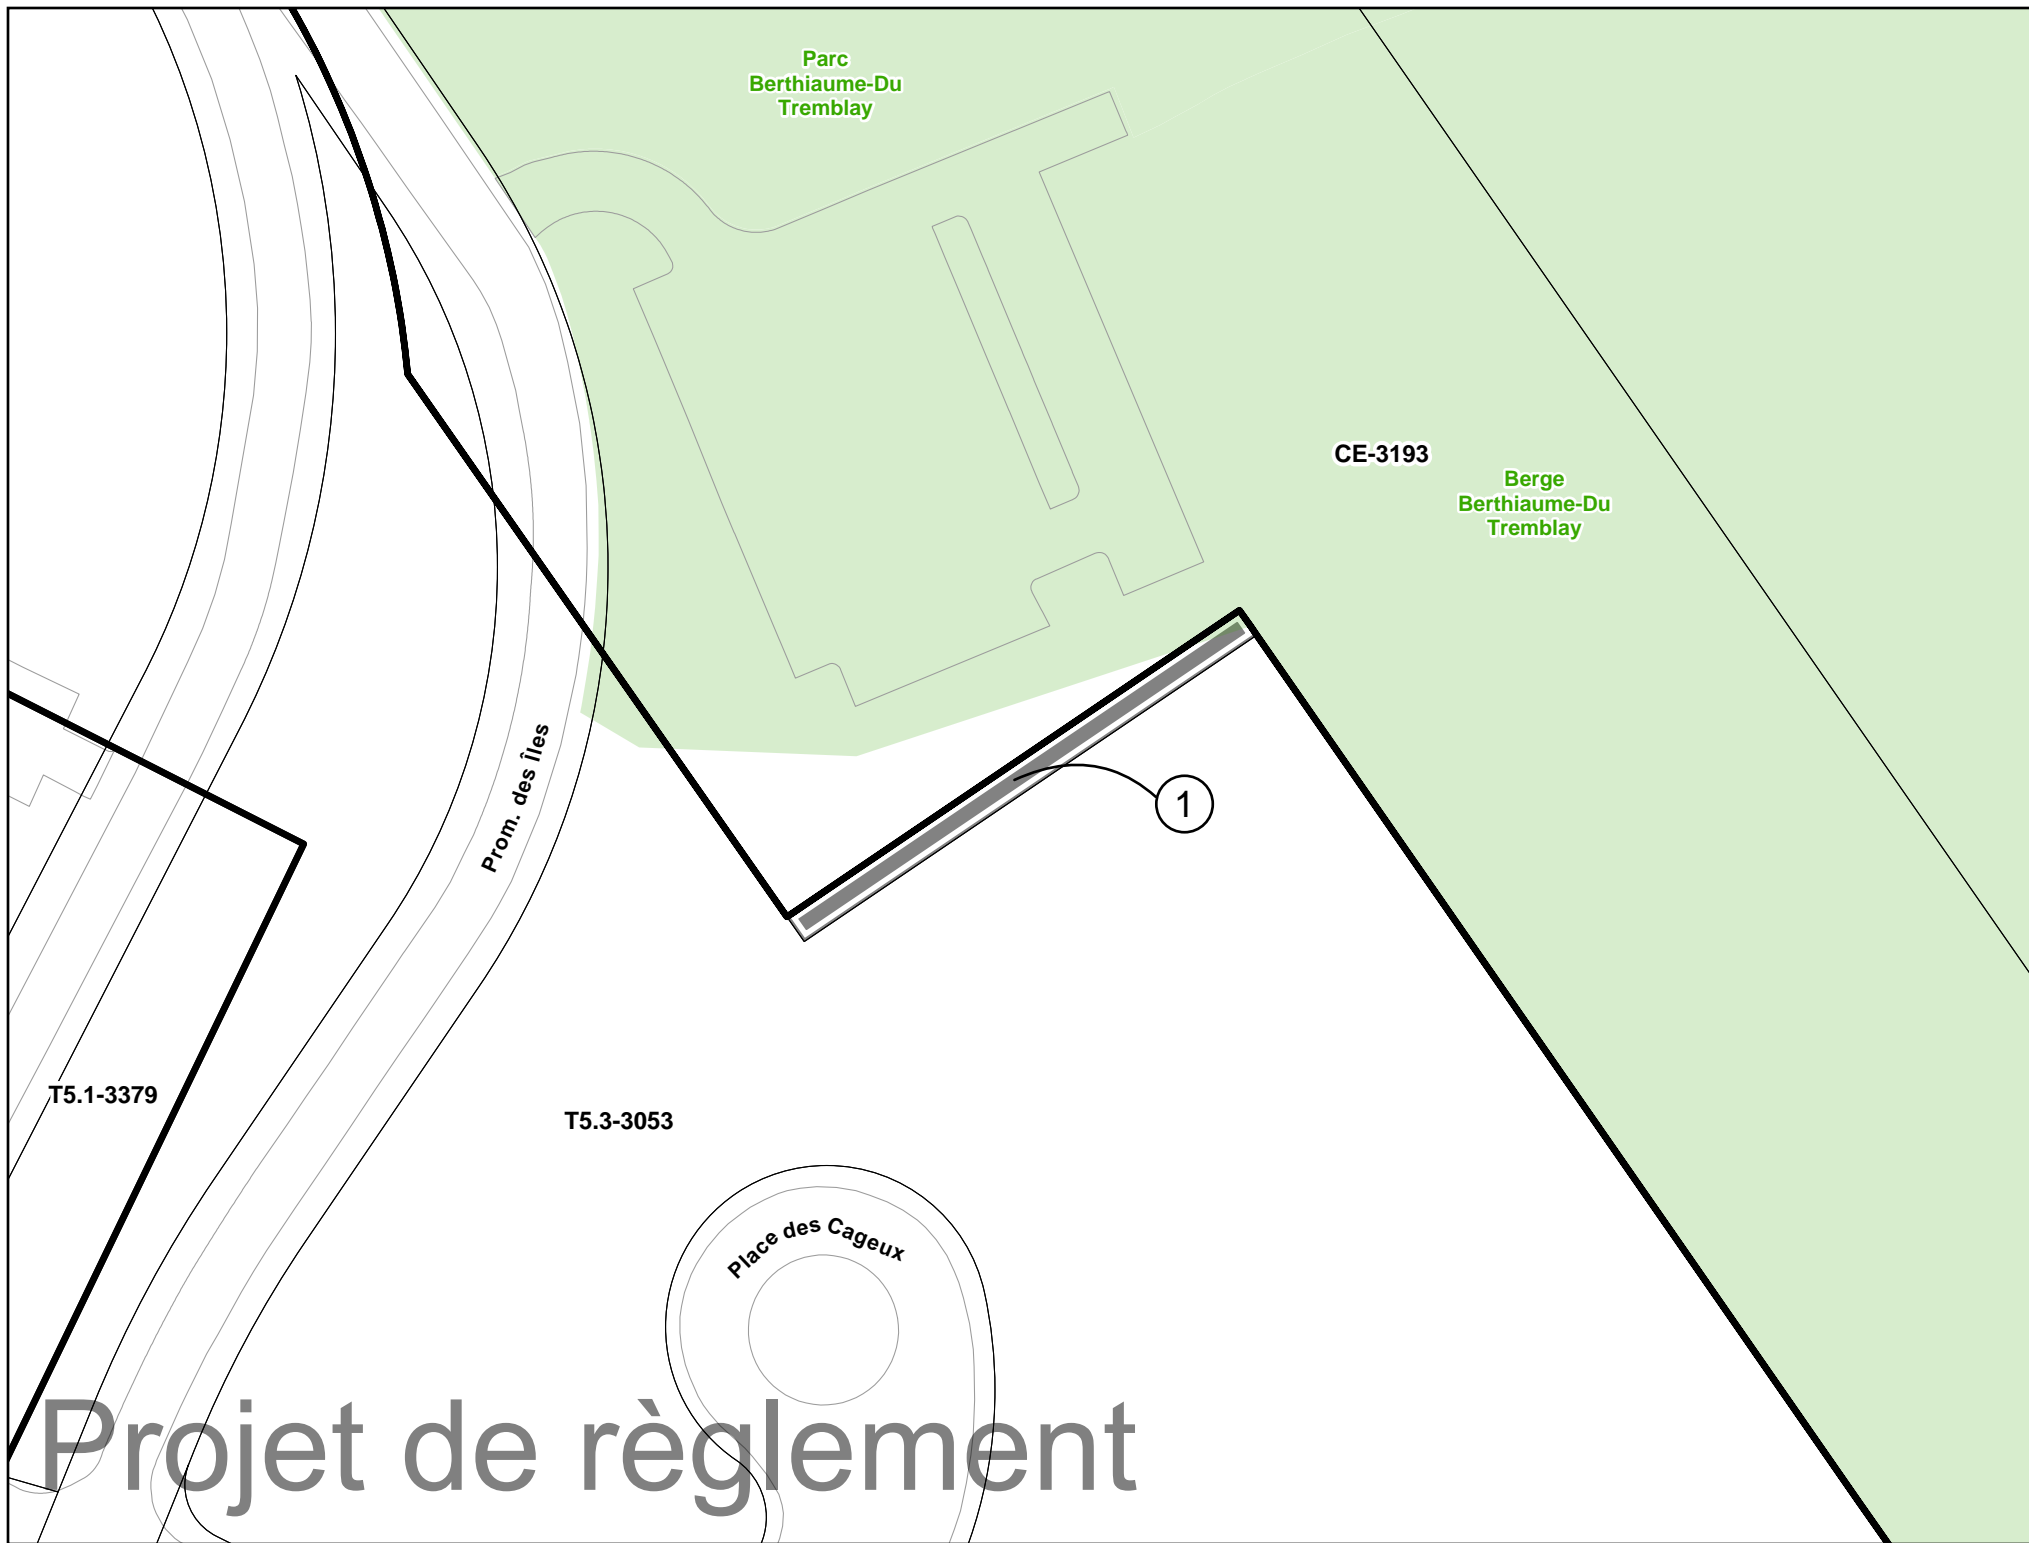 Parc
Berthiaume-Du
Tremblay
CE-3193
Berge
Berthiaume-Du
Tremblay
Prom. des Îles
1
T5.1-3379
T5.3-3053
Place des Cageux
Projet de règlement